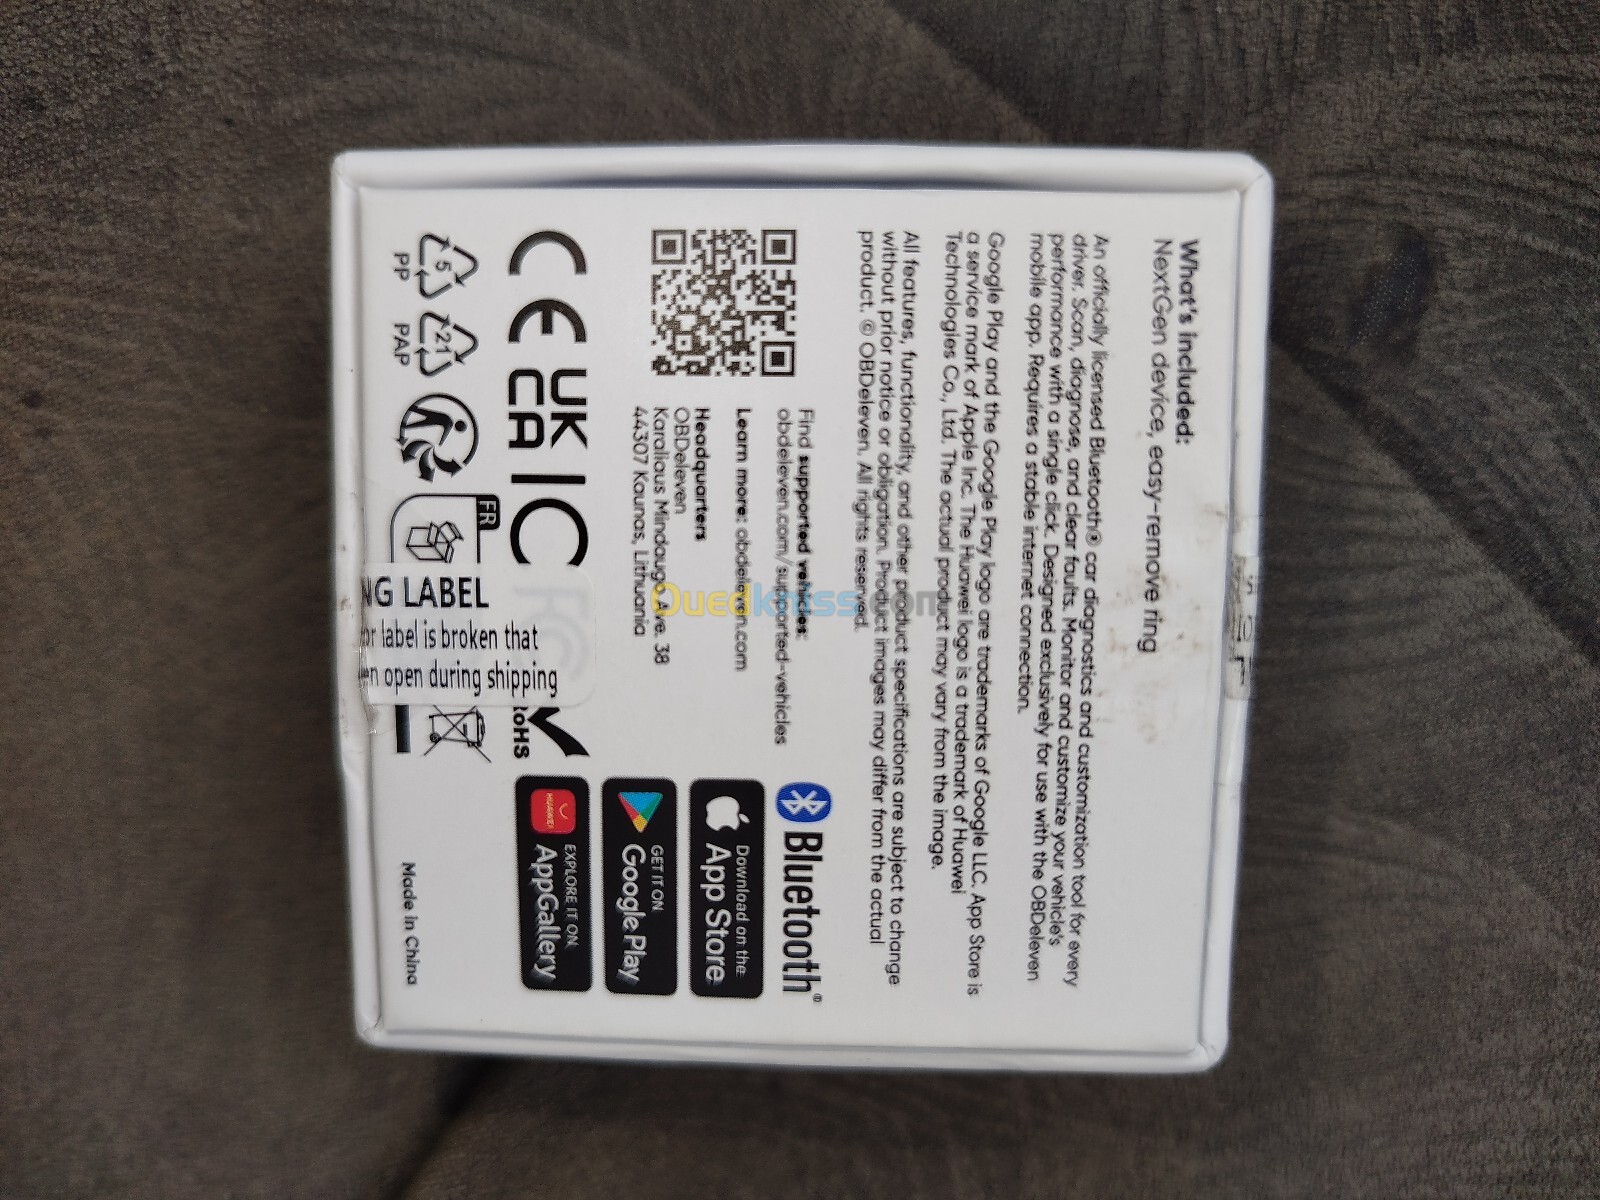 What's included:
NextGen device, easy-remove ring
An officially licensed Bluetooth® car diagnostics and customization tool for every
driver. Scan, diagnose, and clear faults. Monitor and customize your vehicle's
performance with a single click. Designed exclusively for use with the OBDeleven
mobile app. Requires a stable internet connection.
Google Play and the Google Play logo are trademarks of Google LLC. App Store is
a service mark of Apple Inc. The Huawei logo is a trademark of Huawei
Technologies Co., Ltd. The actual product may vary from the image.
All features, functionality, and other product specifications are subject to change
without prior notice or obligation. Product images may differ from the actual
product. © OBDeleven. All rights reserved.
Find supported vehicles:
obdeleven.com/supported-vehicles
Learn more: obdeleven.com
Headquarters
OBDeleven
Karaliaus Mindaugo Ave. 38
44307 Kaunas, Lithuania
Bluetooth®
Download on the
App Store
GET IT ON
Google Play
HUAWEI
EXPLORE IT ON
AppGallery
CE UK CA IC FC
RoHS
5
PP
21
PAP
FR
NG LABEL
or label is broken that
en open during shipping
Made in China
Ouedkniss.com